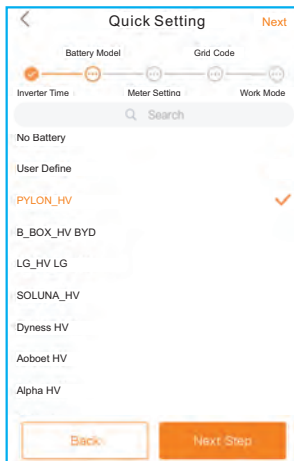 Quick Setting Next
Battery Model Grid Code
Inverter Time Meter Setting Work Mode
Search
No Battery
User Define
PYLON_HV
B_BOX_HV BYD
LG_HV LG
SOLUNA_HV
Dyness HV
Aoboet HV
Alpha HV
Back Next Step